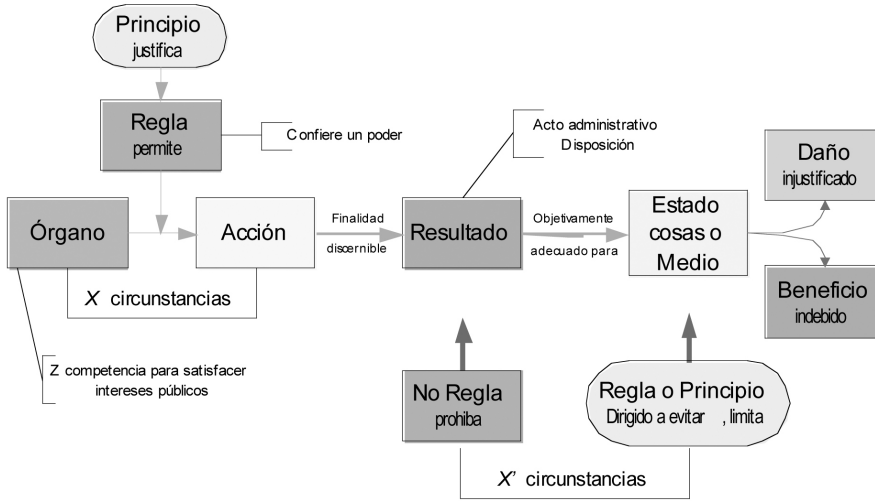 Principio
justifica
Regla
permite
Confiere un poder
Acto administrativo
Disposición
Daño
injustificado
Órgano
Acción
Finalidad
discernible
Resultado
Objetivamente
adecuado para
Estado
cosas o
Medio
Beneficio
indebido
X circunstancias
Z competencia para satisfacer
intereses públicos
No Regla
prohiba
Regla o Principio
Dirigido a evitar , limita
X' circunstancias